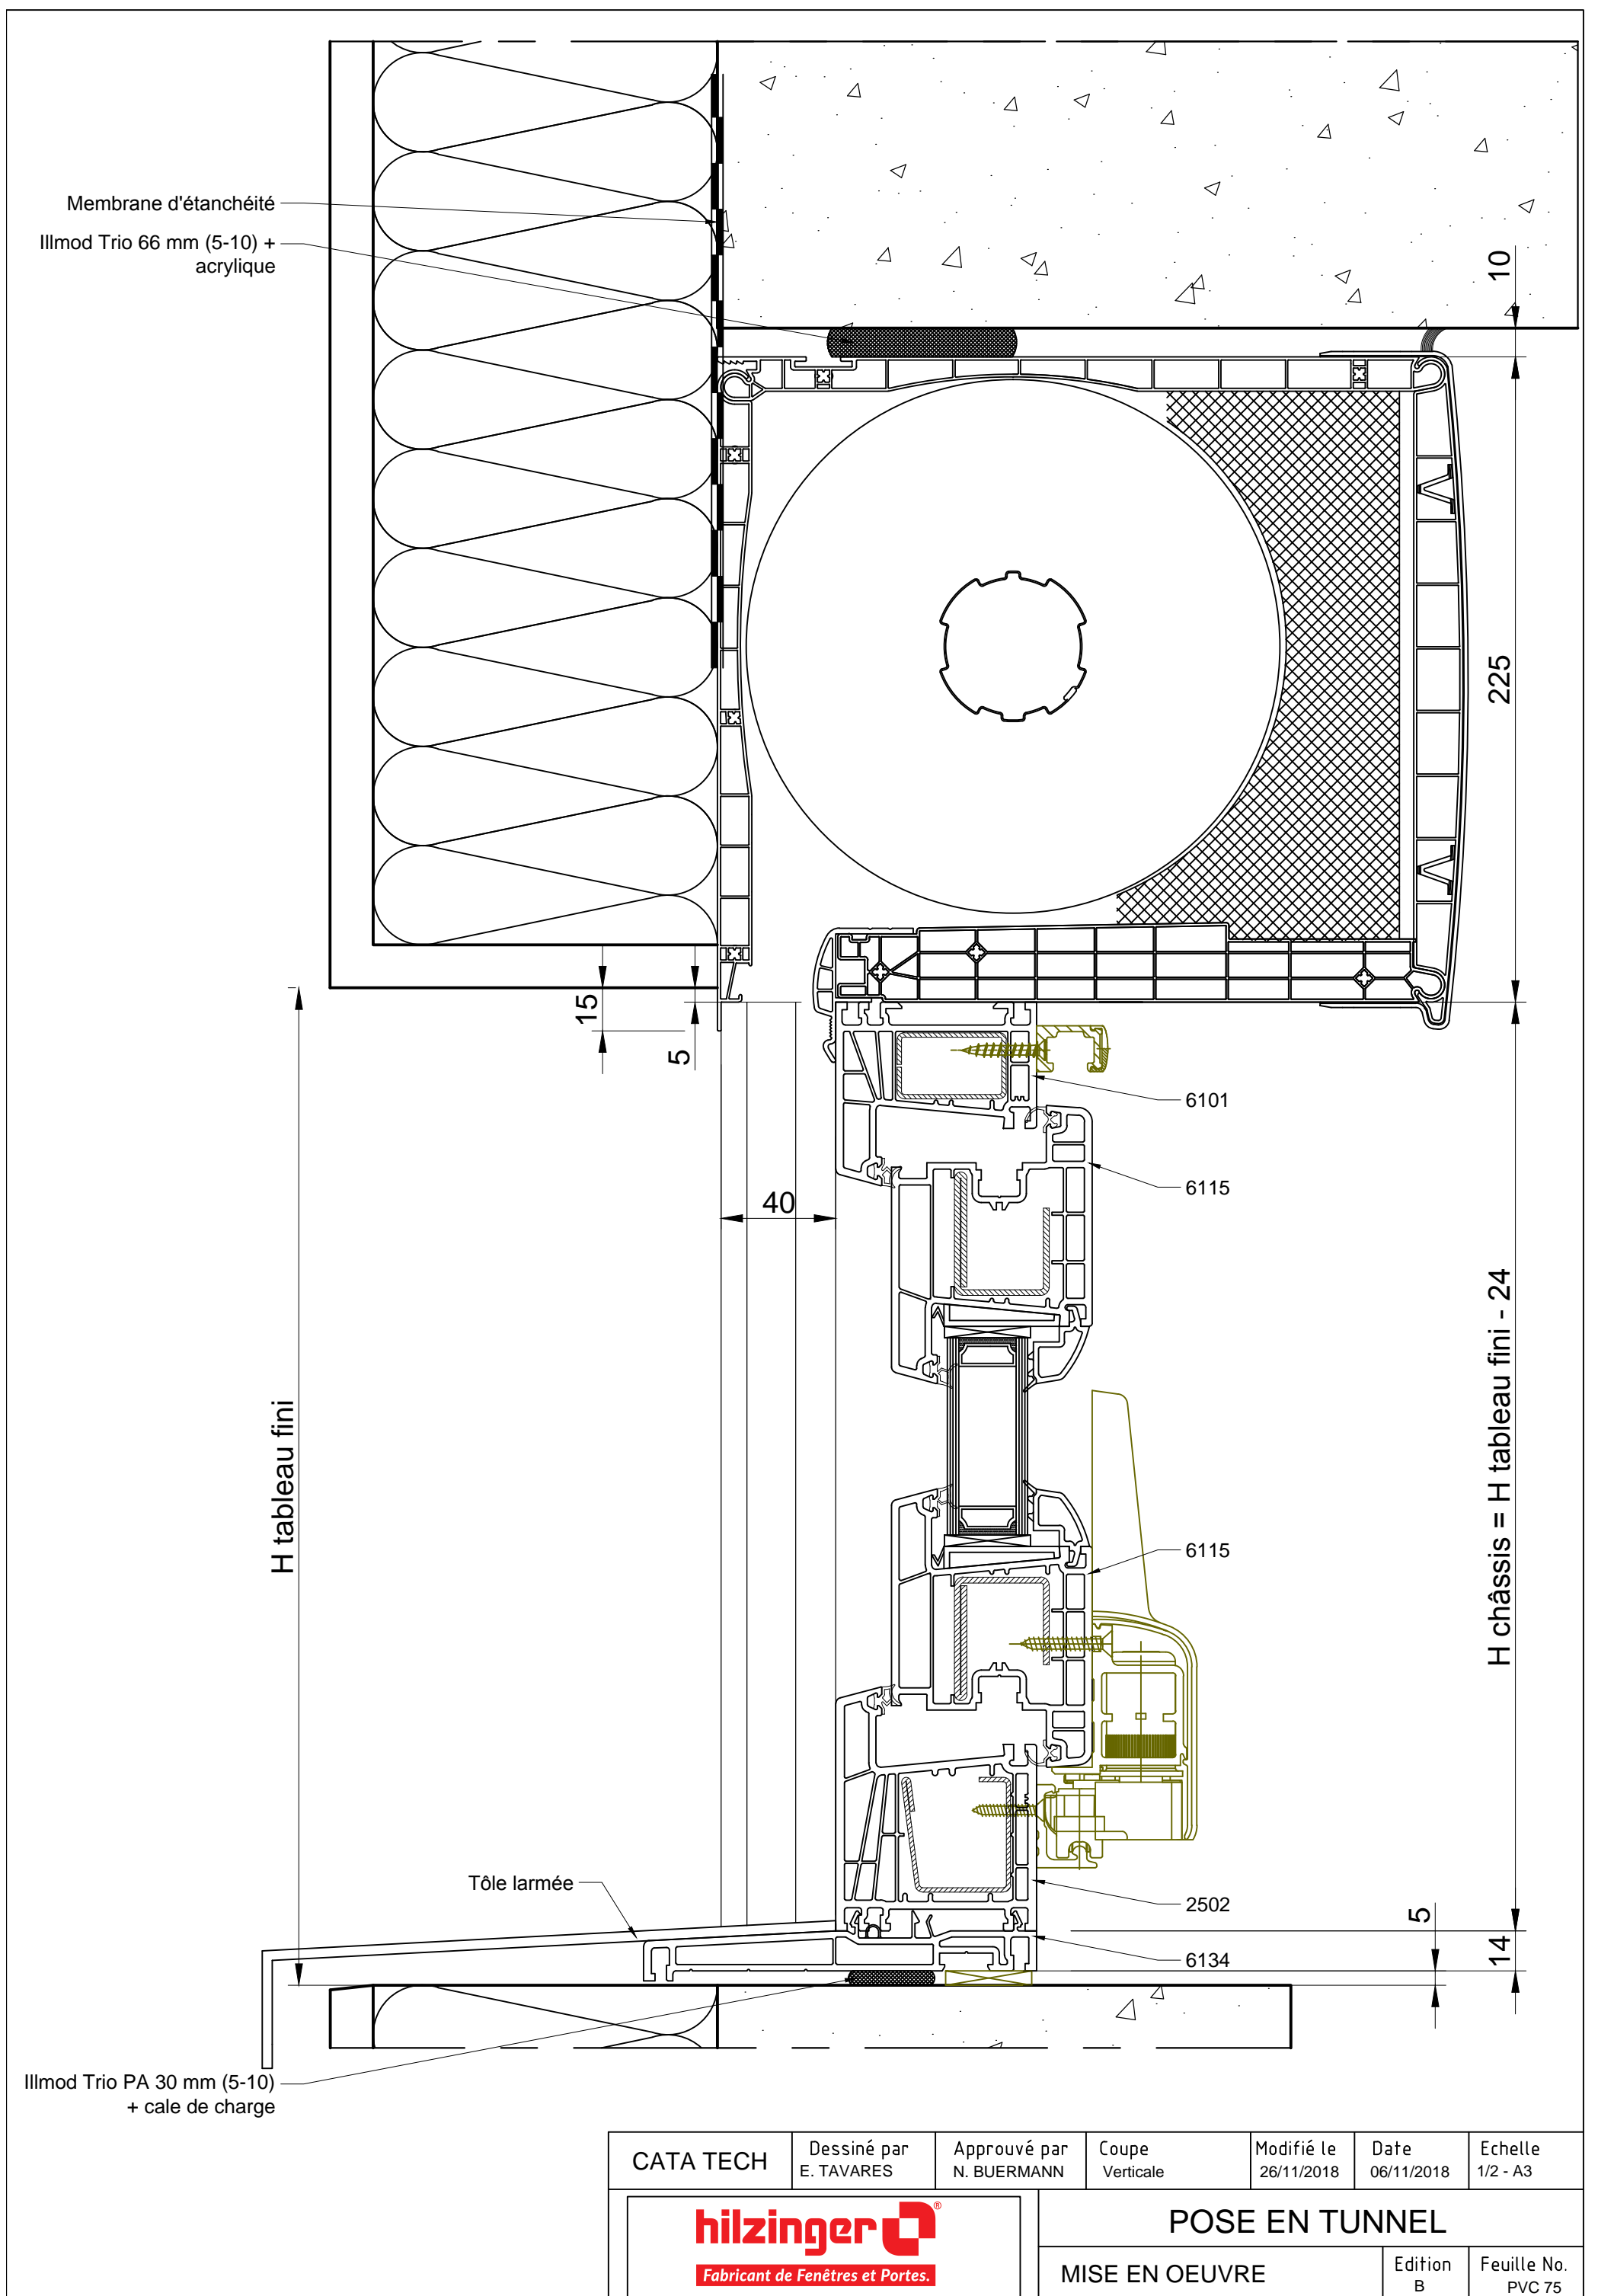 Membrane d'étanchéité
Illmod Trio 66 mm (5-10) +
acrylique
10
225
15
5
6101
6115
40
H tableau fini
H châssis = H tableau fini - 24
6115
Tôle larmée
2502
5
6134
14
Illmod Trio PA 30 mm (5-10)
+ cale de charge
CATA TECH
Dessiné par
E. TAVARES
Approuvé par
N. BUERMANN
Coupe
Verticale
Modifié le
26/11/2018
Date
06/11/2018
Echelle
1/2 - A3
hilzinger ®
Fabricant de Fenêtres et Portes.
POSE EN TUNNEL
MISE EN OEUVRE
Edition
B
Feuille No.
PVC 75